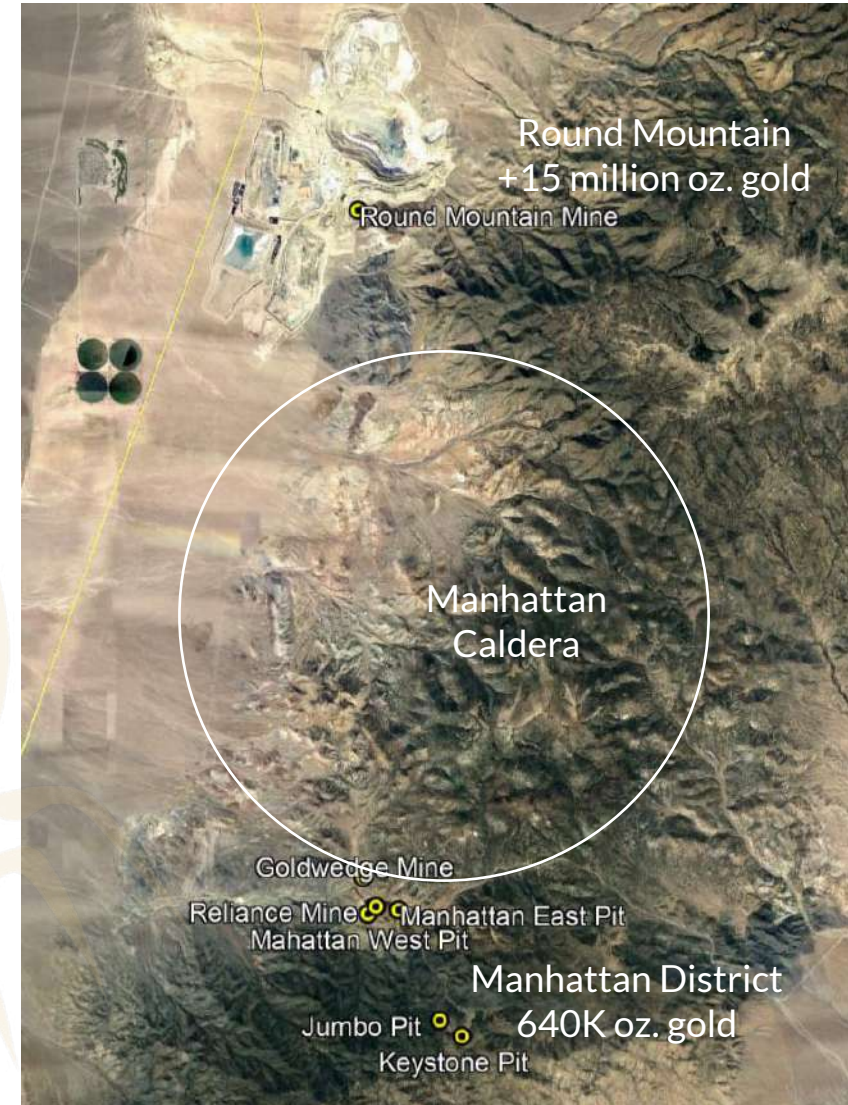 Round Mountain
+15 million oz. gold
Round Mountain Mine
Manhattan
Caldera
Goldwedge Mine
Reliance Mine
Manhattan East Pit
Mahattan West Pit
Manhattan District
640K oz. gold
Jumbo Pit
Keystone Pit